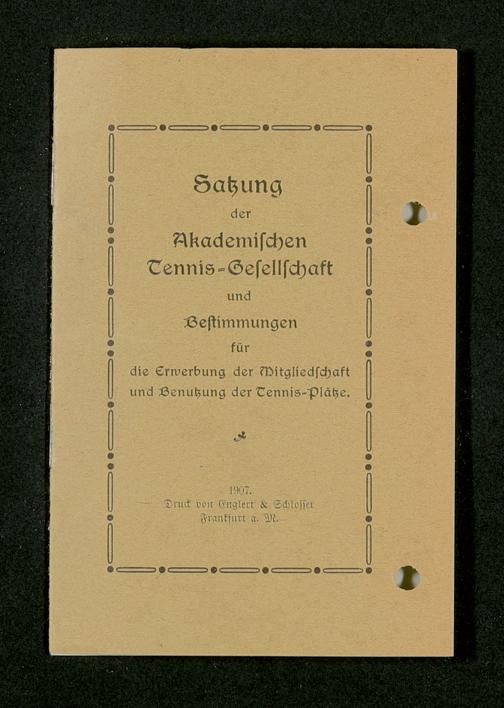 Satzung
der
Akademischen
Tennis-Gesellschaft
und
Bestimmungen
für
die Erwerbung der Mitgliedschaft
und Benutzung der Tennis-Plätze.
1907.
Druck von Englert & Schlosser
Frankfurt a. M.